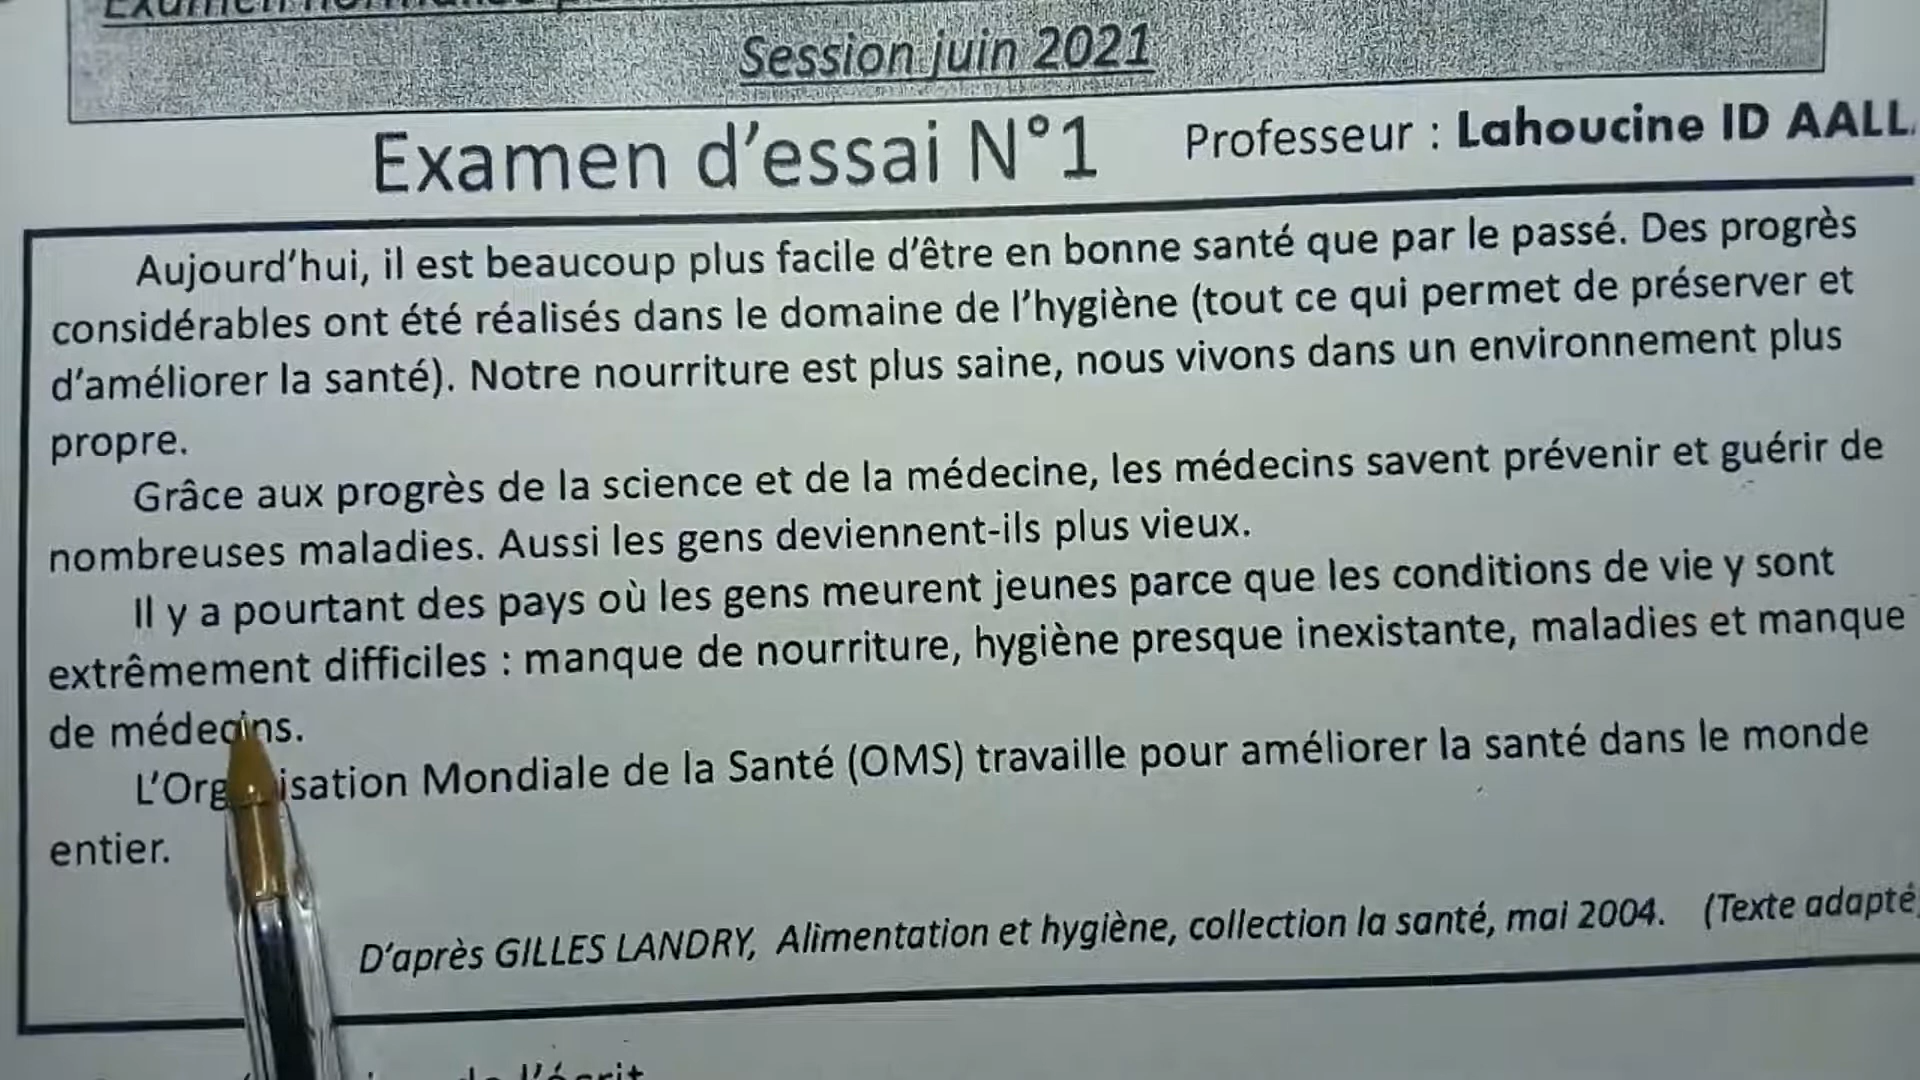 Examen
Session juin 2021
Examen d'essai N°1 Professeur : Lahoucine ID AALL
Aujourd'hui, il est beaucoup plus facile d'être en bonne santé que par le passé. Des progrès
considérables ont été réalisés dans le domaine de l'hygiène (tout ce qui permet de préserver et
d'améliorer la santé). Notre nourriture est plus saine, nous vivons dans un environnement plus
propre.
Grâce aux progrès de la science et de la médecine, les médecins savent prévenir et guérir de
nombreuses maladies. Aussi les gens deviennent-ils plus vieux.
Il y a pourtant des pays où les gens meurent jeunes parce que les conditions de vie y sont
extrêmement difficiles : manque de nourriture, hygiène presque inexistante, maladies et manque
de médecins.
L'Organisation Mondiale de la Santé (OMS) travaille pour améliorer la santé dans le monde
entier.
D'après GILLES LANDRY, Alimentation et hygiène, collection la santé, mai 2004. (Texte adapté
de l'écrit